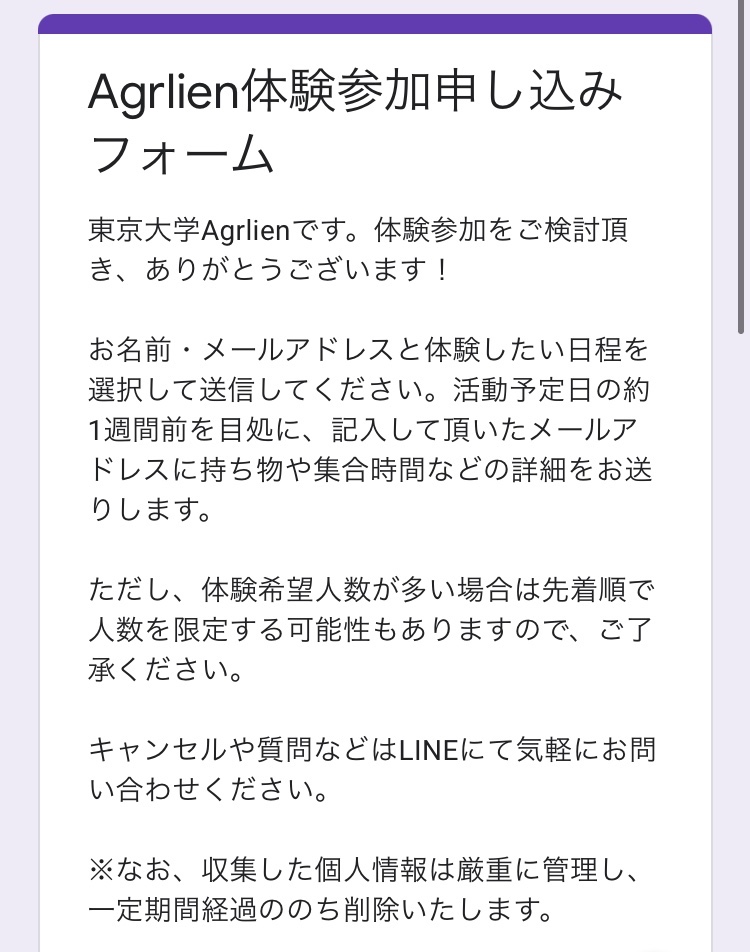 Agrlien体験参加申し込み
フォーム
東京大学Agrlienです。体験参加をご検討頂
き、ありがとうございます！
お名前・メールアドレスと体験したい日程を
選択して送信してください。活動予定日の約
1週間前を目処に、記入して頂いたメールア
ドレスに持ち物や集合時間などの詳細をお送
りします。
ただし、体験希望人数が多い場合は先着順で
人数を限定する可能性もありますので、ご了
承ください。
キャンセルや質問などはLINEにて気軽にお問
い合わせください。
※なお、収集した個人情報は厳重に管理し、
一定期間経過ののち削除いたします。